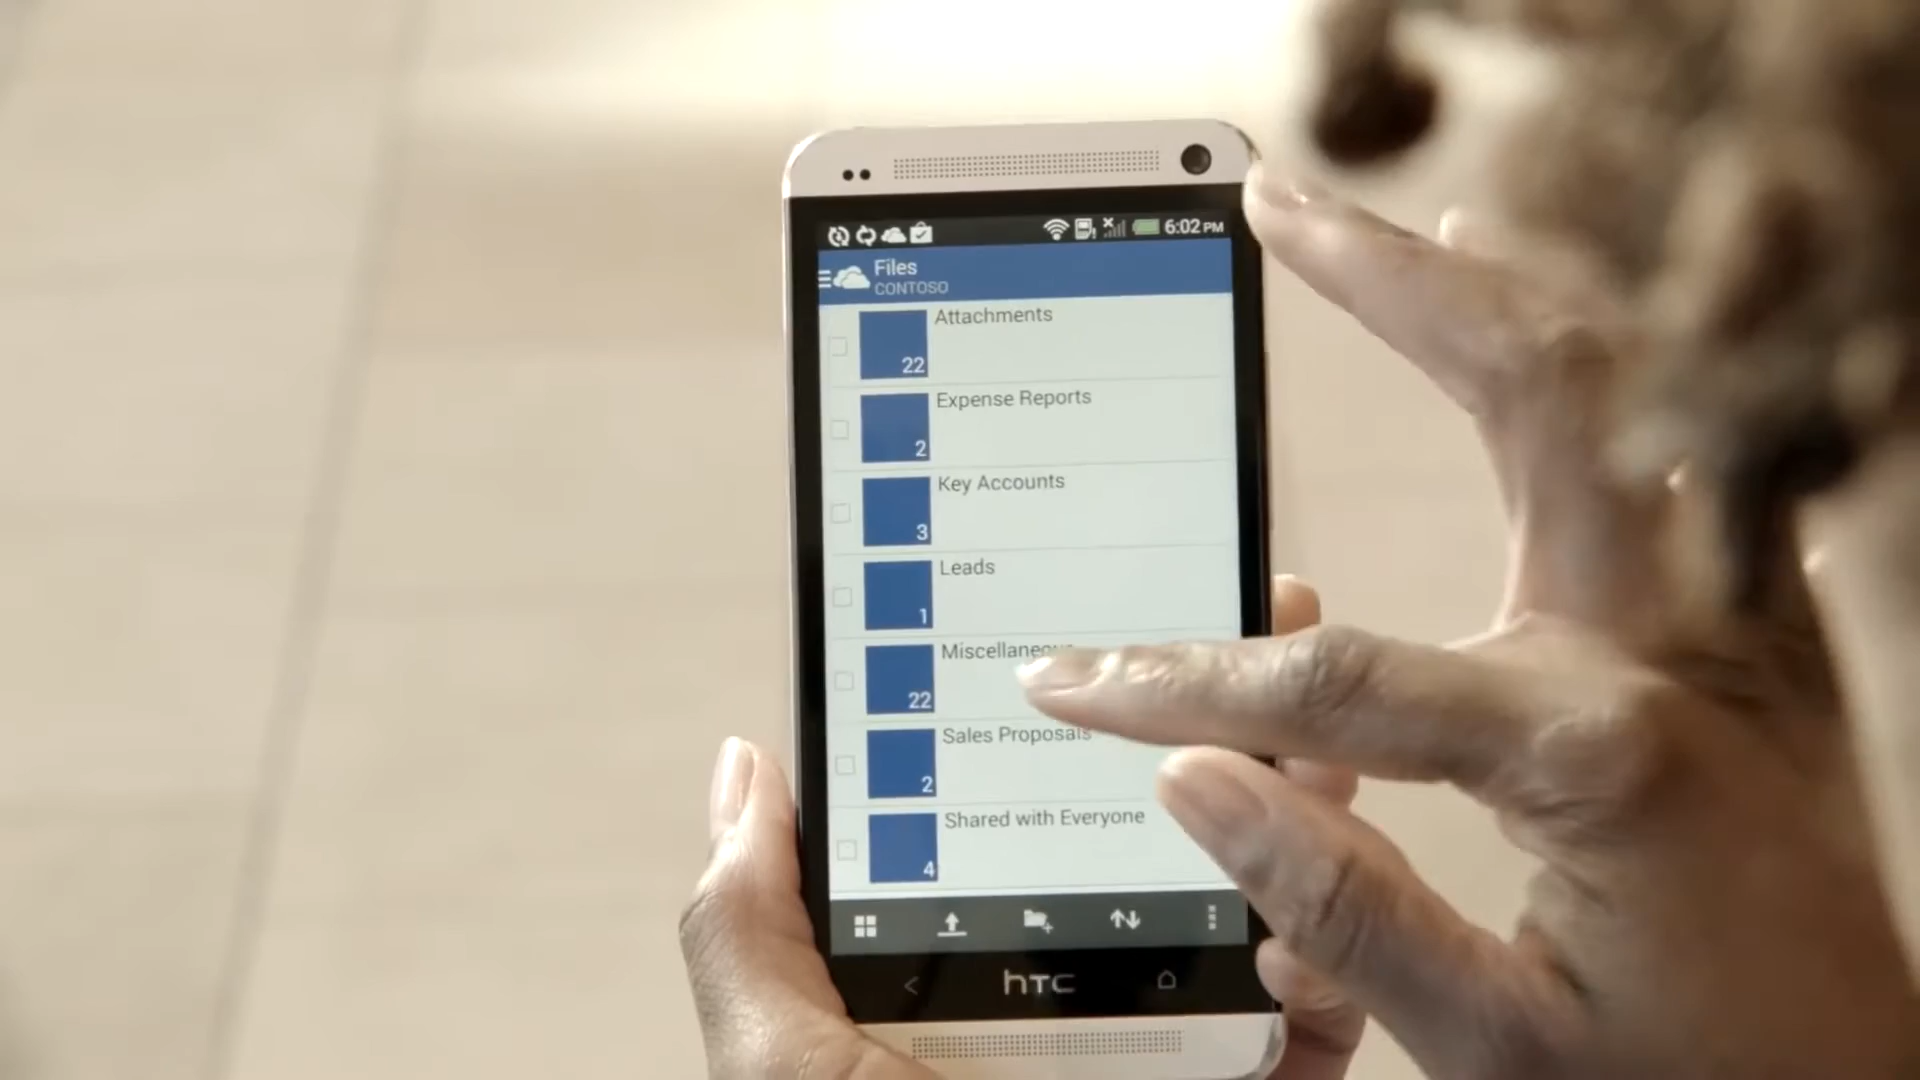 6:02 PM
Files
CONTOSO
Attachments
22
Expense Reports
2
Key Accounts
3
Leads
1
Miscellaneous
22
Sales Proposals
2
Shared with Everyone
4
hTC